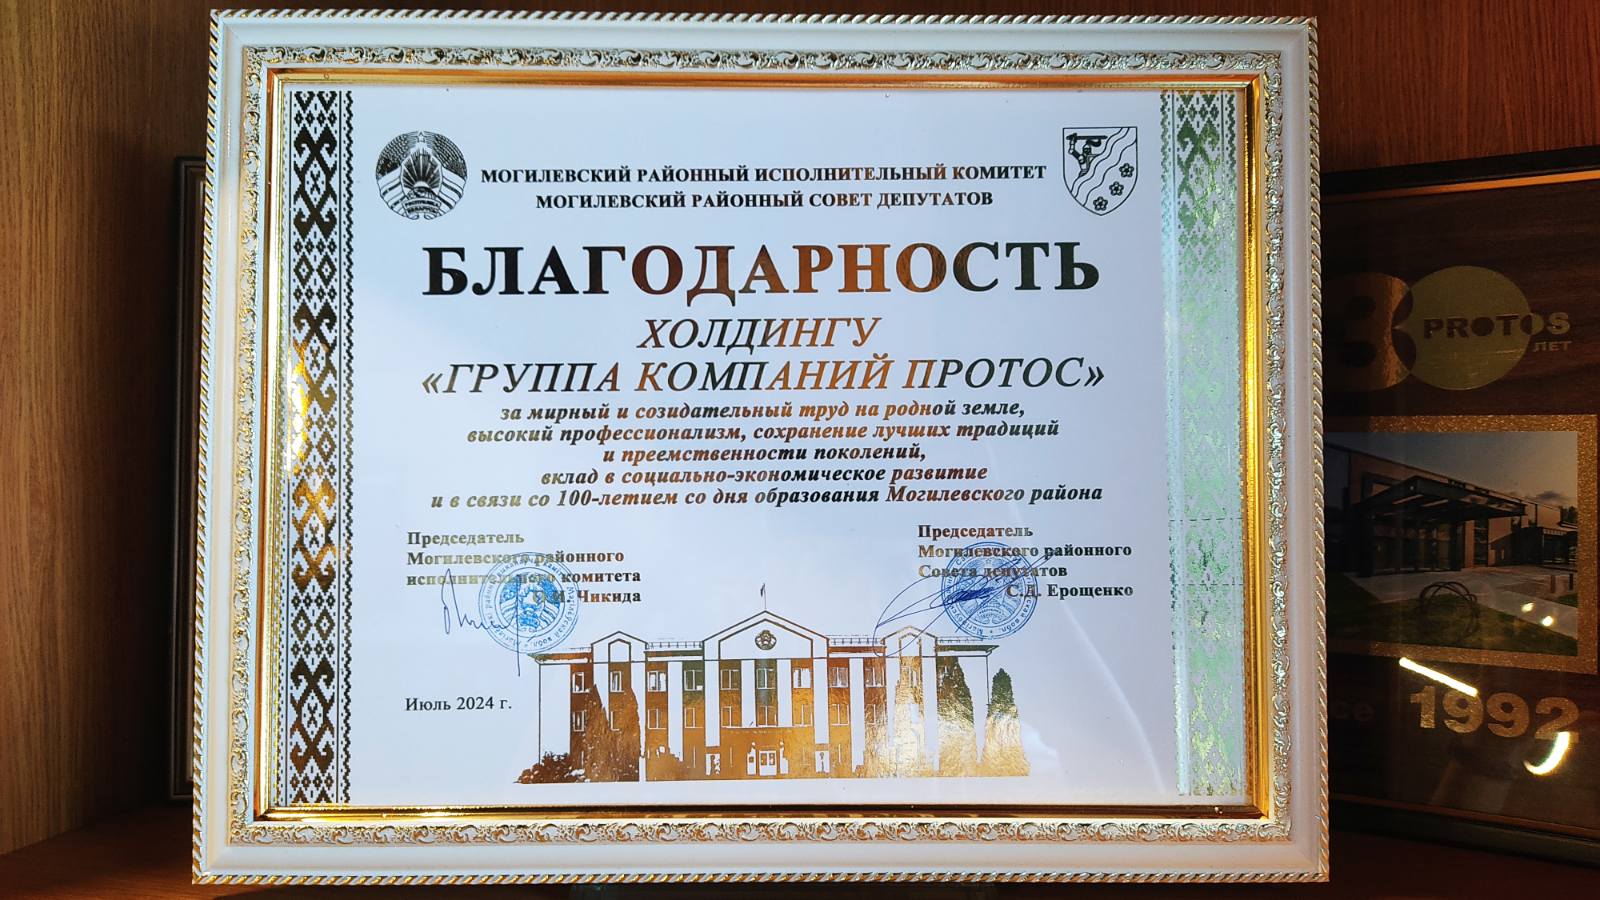 МОГИЛЕВСКИЙ РАЙОННЫЙ ИСПОЛНИТЕЛЬНЫЙ КОМИТЕТ
МОГИЛЕВСКИЙ РАЙОННЫЙ СОВЕТ ДЕПУТАТОВ
БЛАГОДАРНОСТЬ
ХОЛДИНГУ
«ГРУППА КОМПАНИЙ ПРОТОС»
за мирный и созидательный труд на родной земле,
высокий профессионализм, сохранение лучших традиций
и преемственности поколений,
вклад в социально-экономическое развитие
и в связи со 100-летием со дня образования Могилевского района
Председатель
Могилевского районного
исполнительного комитета
Чикида
Председатель
Могилевского районного
Совета депутатов
С.Д. Ерощенко
Июль 2024 г.
30
PROTOS
ЛЕТ
1992